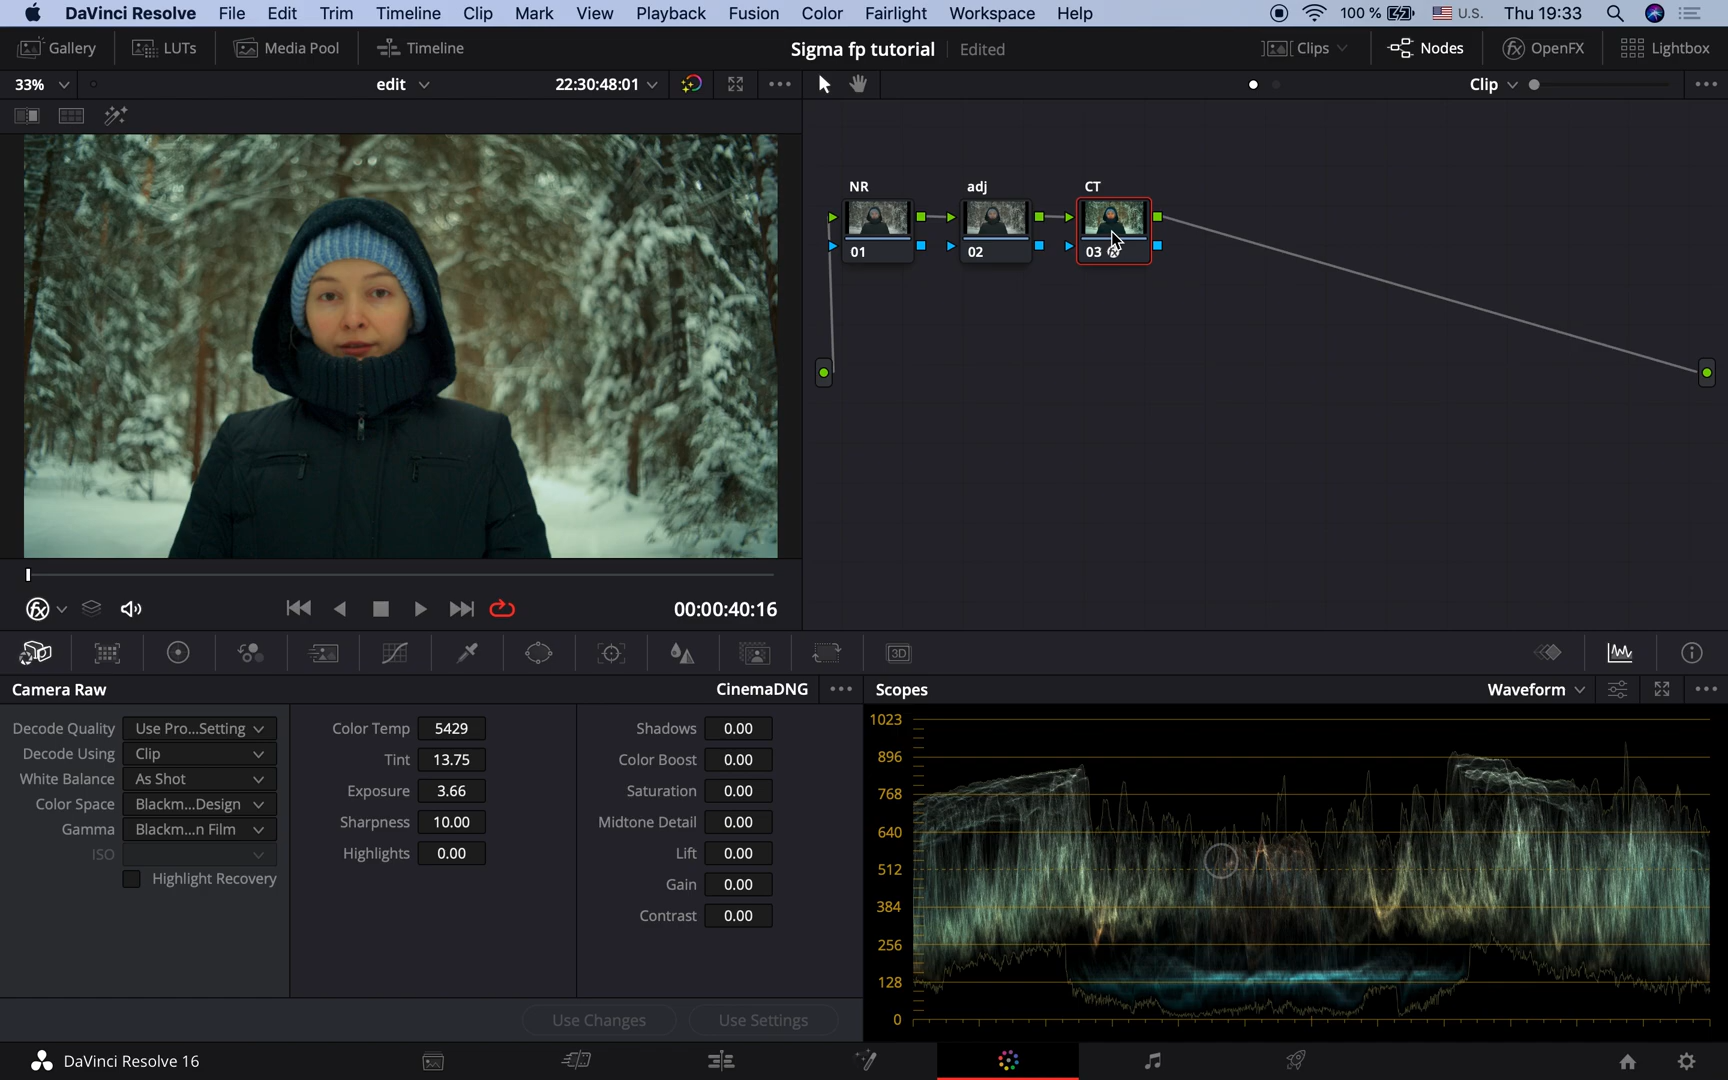 DaVinci Resolve File Edit Trim Timeline Clip Mark View Playback Fusion Color Fairlight Workspace Help 100 % U.S. Thu 19:33
Gallery LUTs Media Pool Timeline Sigma fp tutorial Edited Clips Nodes OpenFX Lightbox
33% edit 22:30:48:01 Clip
NR adj CT
01 02 03
00:00:40:16
3D
Camera Raw CinemaDNG Scopes Waveform
Decode Quality Use Pro...Setting
Decode Using Clip
White Balance As Shot
Color Space Blackm...Design
Gamma Blackm...n Film
ISO
Highlight Recovery
Color Temp 5429
Tint 13.75
Exposure 3.66
Sharpness 10.00
Highlights 0.00
Shadows 0.00
Color Boost 0.00
Saturation 0.00
Midtone Detail 0.00
Lift 0.00
Gain 0.00
Contrast 0.00
Use Changes Use Settings
1023
896
768
640
512
384
256
128
0
DaVinci Resolve 16